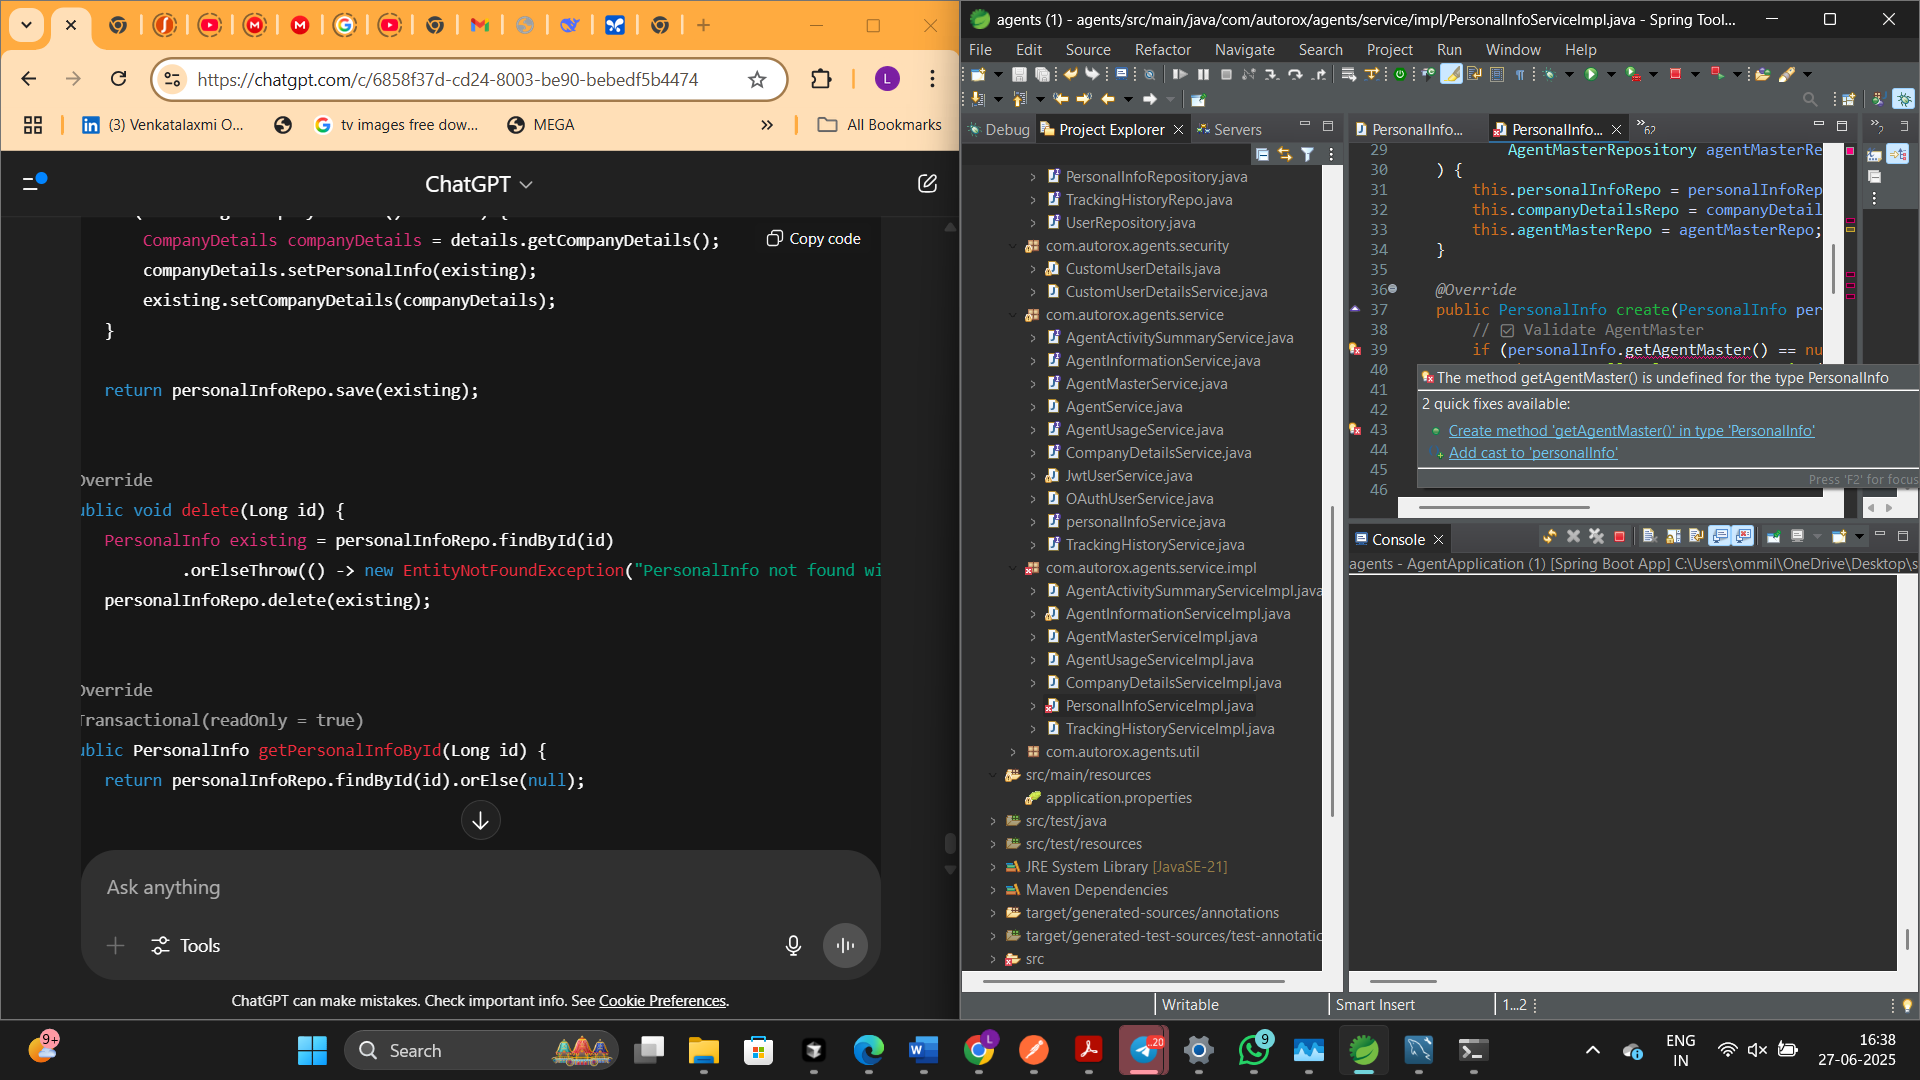 https://chatgpt.com/c/6858f37d-cd24-8003-be90-bebedf5b4474
L
(3) Venkatalaxmi O...
tv images free dow...
MEGA
All Bookmarks
ChatGPT
CompanyDetails companyDetails = details.getCompanyDetails();
Copy code
companyDetails.setPersonalInfo(existing);
existing.setCompanyDetails(companyDetails);
}
return personalInfoRepo.save(existing);
Override
ublic void delete(Long id) {
PersonalInfo existing = personalInfoRepo.findById(id)
.orElseThrow(() -> new EntityNotFoundException("PersonalInfo not found wi
personalInfoRepo.delete(existing);
Override
Transactional(readOnly = true)
ublic PersonalInfo getPersonalInfoById(Long id) {
return personalInfoRepo.findById(id).orElse(null);
Ask anything
Tools
ChatGPT can make mistakes. Check important info. See Cookie Preferences.
agents (1) - agents/src/main/java/com/autorox/agents/service/impl/PersonalInfoServiceImpl.java - Spring Tool...
File Edit Source Refactor Navigate Search Project Run Window Help
Debug
Project Explorer
Servers
PersonalInfoRepository.java
TrackingHistoryRepo.java
UserRepository.java
com.autorox.agents.security
CustomUserDetails.java
CustomUserDetailsService.java
com.autorox.agents.service
AgentActivitySummaryService.java
AgentInformationService.java
AgentMasterService.java
AgentService.java
AgentUsageService.java
CompanyDetailsService.java
JwtUserService.java
OAuthUserService.java
personalInfoService.java
TrackingHistoryService.java
com.autorox.agents.service.impl
AgentActivitySummaryServiceImpl.java
AgentInformationServiceImpl.java
AgentMasterServiceImpl.java
AgentUsageServiceImpl.java
CompanyDetailsServiceImpl.java
PersonalInfoServiceImpl.java
TrackingHistoryServiceImpl.java
com.autorox.agents.util
src/main/resources
application.properties
src/test/java
src/test/resources
JRE System Library [JavaSE-21]
Maven Dependencies
target/generated-sources/annotations
target/generated-test-sources/test-annotatic
src
PersonalInfo...
PersonalInfo...
62
29 AgentMasterRepository agentMasterRe
30 ) {
31 this.personalInfoRepo = personalInfoRep
32 this.companyDetailsRepo = companyDetail
33 this.agentMasterRepo = agentMasterRepo;
34 }
35
36 @Override
37 public PersonalInfo create(PersonalInfo per
38 // ☑ Validate AgentMaster
39 if (personalInfo.getAgentMaster() == nu
40
41
42
43
44
45
46
The method getAgentMaster() is undefined for the type PersonalInfo
2 quick fixes available:
Create method 'getAgentMaster()' in type 'PersonalInfo'
Add cast to 'personalInfo'
Press 'F2' for focus
Console
agents - AgentApplication (1) [Spring Boot App] C:\Users\ommil\OneDrive\Desktop\s
Writable
Smart Insert
1...2
9+
Search
L
20
9
ENG
IN
16:38
27-06-2025